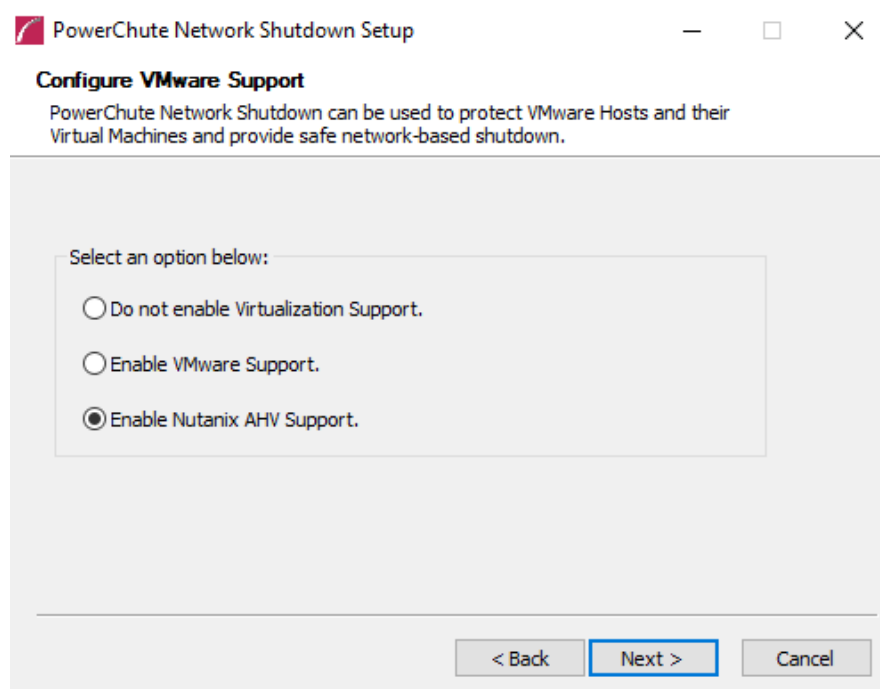 PowerChute Network Shutdown Setup
Configure VMware Support
PowerChute Network Shutdown can be used to protect VMware Hosts and their
Virtual Machines and provide safe network-based shutdown.
Select an option below:
Do not enable Virtualization Support.
Enable VMware Support.
Enable Nutanix AHV Support.
< Back Next > Cancel